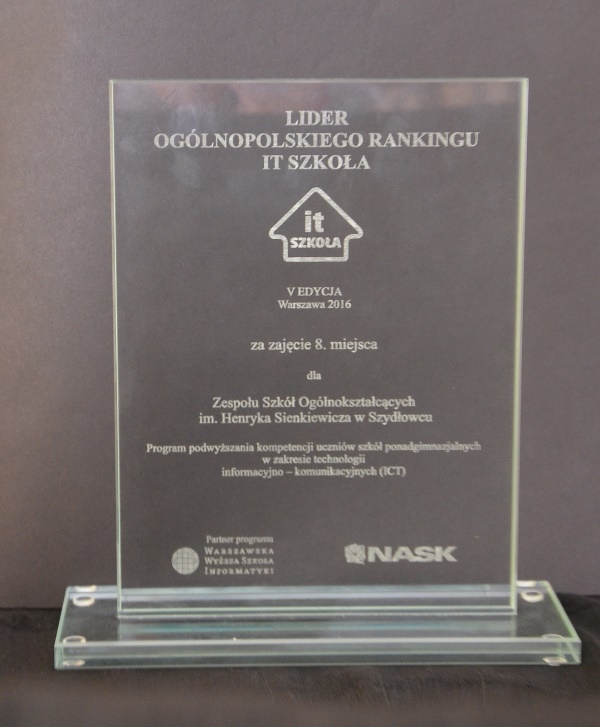 LIDER
OGÓLNOPOLSKIEGO RANKINGU
IT SZKOŁA
it
SZKOŁA
V EDYCJA
Warszawa 2016
za zajęcie 8. miejsca
dla
Zespołu Szkół Ogólnokształcących
im. Henryka Sienkiewicza w Szydłowcu
Program podwyższania kompetencji uczniów szkół ponadgimnazjalnych
w zakresie technologii
informacyjno – komunikacyjnych (ICT)
Partner programu
WARSZAWSKA
WYŻSZA SZKOŁA
INFORMATYKI
NASK